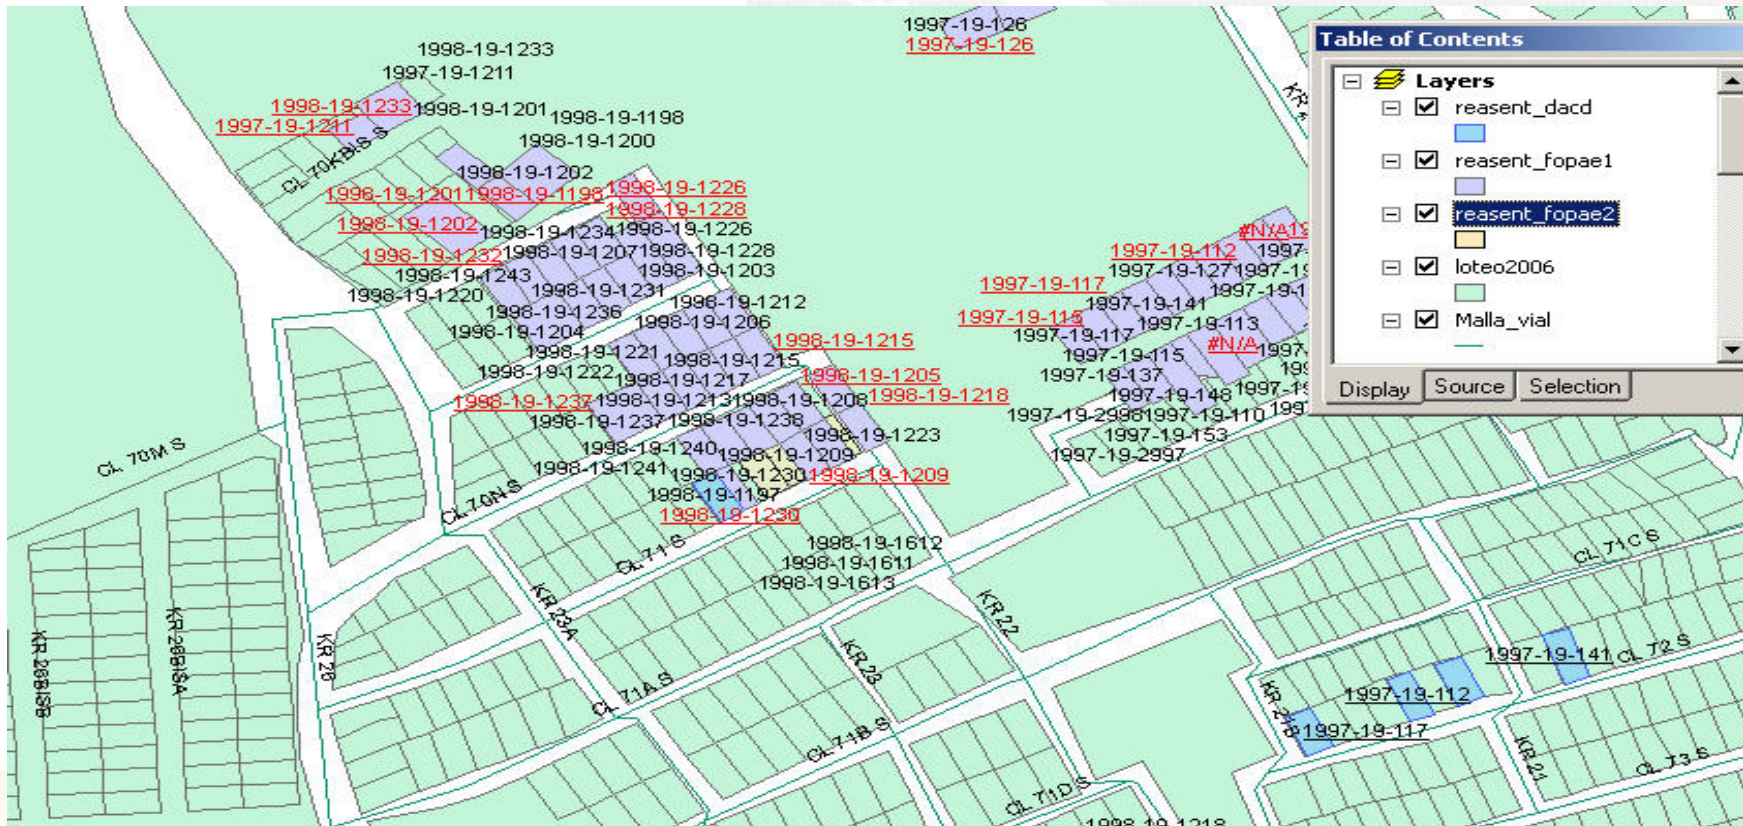 1997-19-126
1997-19-126
1998-19-1233
1997-19-1211
1998-19-1233
1998-19-1201
1998-19-1198
1997-19-1211
1998-19-1200
CL 70KBIS S
1998-19-1202
1998-19-1201
1998-19-1198
1998-19-1226
1998-19-1228
1998-19-1202
1998-19-1234
1998-19-1226
1998-19-1232
1998-19-1207
1998-19-1228
1998-19-1243
1998-19-1203
1998-19-1220
1998-19-1231
1998-19-1212
1998-19-1236
1998-19-1206
1998-19-1204
1998-19-1215
1998-19-1221
1998-19-1215
1998-19-1222
1998-19-1217
1998-19-1205
1998-19-1237
1998-19-1213
1998-19-1208
1998-19-1218
1998-19-1237
1998-19-1238
1998-19-1223
1998-19-1240
1998-19-1209
1998-19-1241
1998-19-1230
1998-19-1209
1998-19-1197
1998-19-1230
1998-19-1612
1998-19-1611
1998-19-1613
#N/A
1997-19-112
1997-19-127
1997-19-117
1997-19-141
1997-19-115
1997-19-113
1997-19-117
#N/A
1997-19-115
1997-19-137
1997-19-148
1997-19-2998
1997-19-110
1997-19-153
1997-19-2997
CL 70M S
CL 70N S
CL 71 S
KR 23A
KR 22
KR 26
KR 26BISA
KR 26BISB
CL 71A S
KR 23
CL 71B S
CL 71D S
CL 71C S
CL 72 S
CL 73 S
KR 21B
KR 21
1997-19-141
1997-19-112
1997-19-117
1998-19-1218
Table of Contents
Layers
reasent_dacd
reasent_fopae1
reasent_fopae2
loteo2006
Malla_vial
Display Source Selection